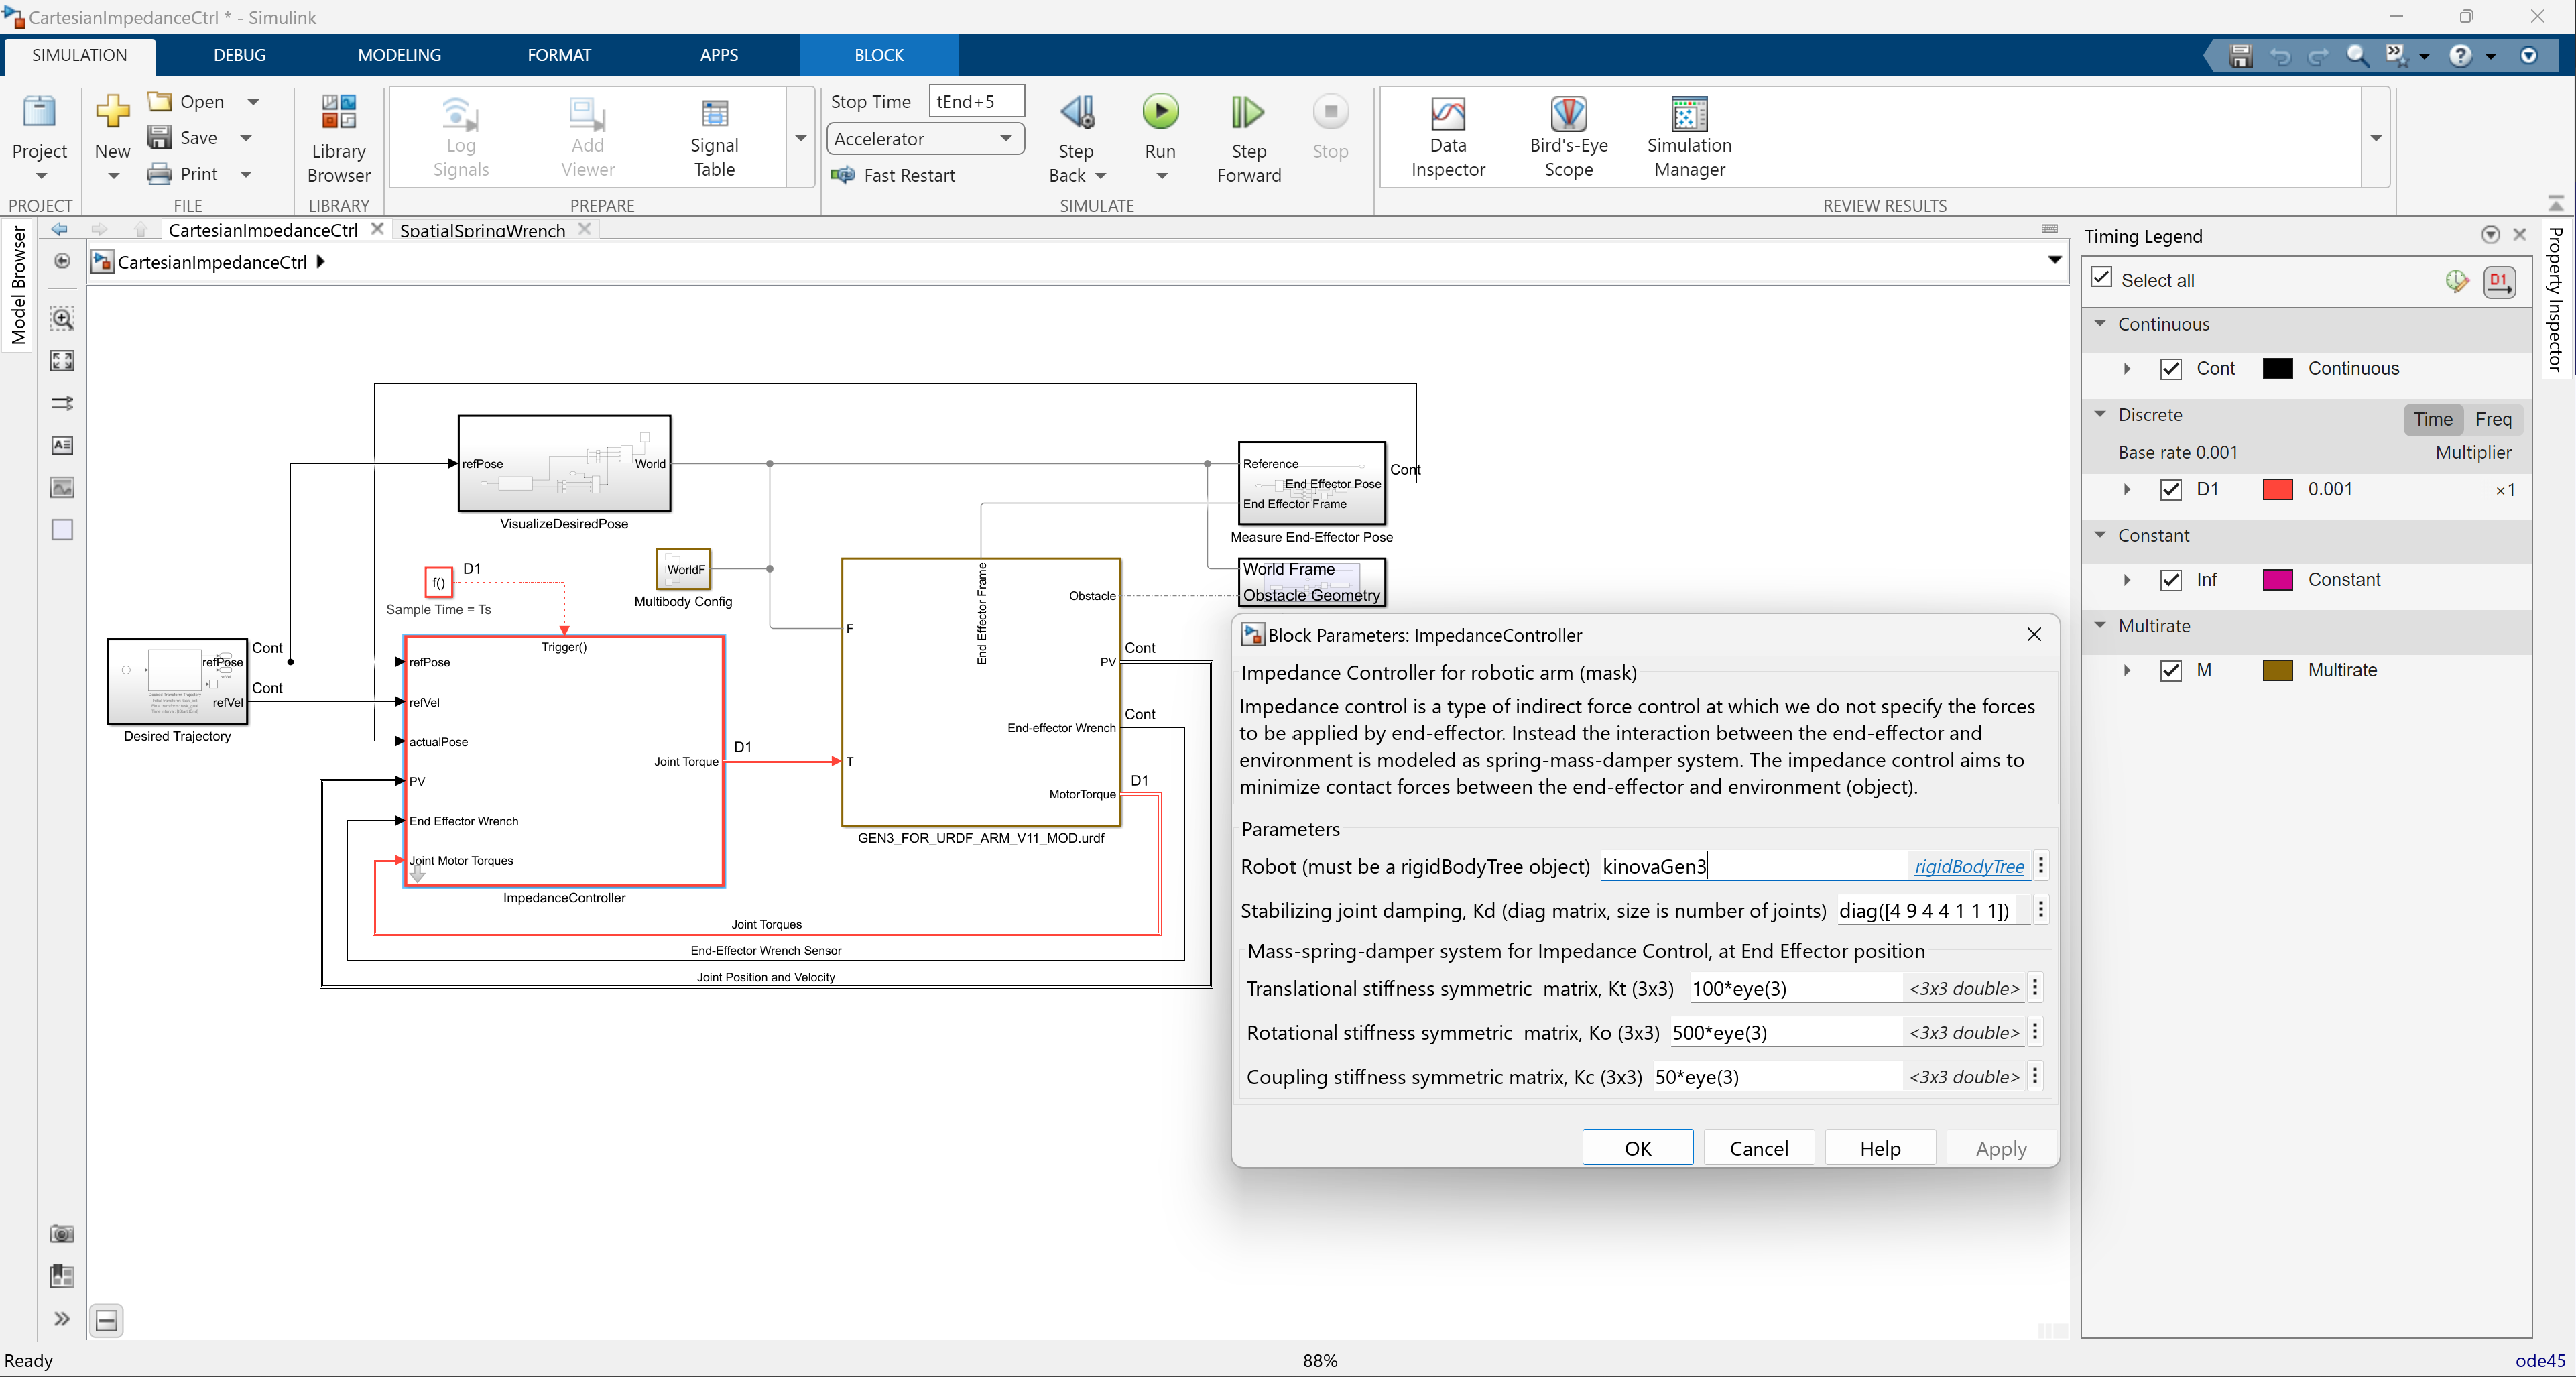 CartesianImpedanceCtrl * - Simulink
SIMULATION DEBUG MODELING FORMAT APPS BLOCK
Project
New
Open
Save
Print
Library
Browser
Log
Signals
Add
Viewer
Signal
Table
Stop Time tEnd+5
Accelerator
Fast Restart
Step
Back
Run
Step
Forward
Stop
Data
Inspector
Bird's-Eye
Scope
Simulation
Manager
PROJECT FILE LIBRARY PREPARE SIMULATE REVIEW RESULTS
Model Browser
CartesianImpedanceCtrl SpatialSpringWrench
CartesianImpedanceCtrl
refPose World
VisualizeDesiredPose
Reference
End Effector Pose
End Effector Frame
Cont
Measure End-Effector Pose
World Frame
Obstacle Geometry
f() D1
Sample Time = Ts
WorldF
Multibody Config
refPose
refVel
Cont
Cont
Desired Trajectory
Trigger()
refPose
refVel
actualPose
PV
End Effector Wrench
Joint Motor Torques
Joint Torque
D1
ImpedanceController
F
T
End Effector Frame
Obstacle
PV
End-effector Wrench
MotorTorque
Cont
Cont
D1
GEN3_FOR_URDF_ARM_V11_MOD.urdf
Joint Torques
End-Effector Wrench Sensor
Joint Position and Velocity
Block Parameters: ImpedanceController
Impedance Controller for robotic arm (mask)
Impedance control is a type of indirect force control at which we do not specify the forces
to be applied by end-effector. Instead the interaction between the end-effector and
environment is modeled as spring-mass-damper system. The impedance control aims to
minimize contact forces between the end-effector and environment (object).
Parameters
Robot (must be a rigidBodyTree object) kinovaGen3 rigidBodyTree
Stabilizing joint damping, Kd (diag matrix, size is number of joints) diag([4 9 4 4 1 1 1])
Mass-spring-damper system for Impedance Control, at End Effector position
Translational stiffness symmetric matrix, Kt (3x3) 100*eye(3) <3x3 double>
Rotational stiffness symmetric matrix, Ko (3x3) 500*eye(3) <3x3 double>
Coupling stiffness symmetric matrix, Kc (3x3) 50*eye(3) <3x3 double>
OK Cancel Help Apply
Timing Legend
Select all D1
Continuous
Cont Continuous
Discrete Time Freq
Base rate 0.001 Multiplier
D1 0.001 ×1
Constant
Inf Constant
Multirate
M Multirate
Property Inspector
Ready 88% ode45